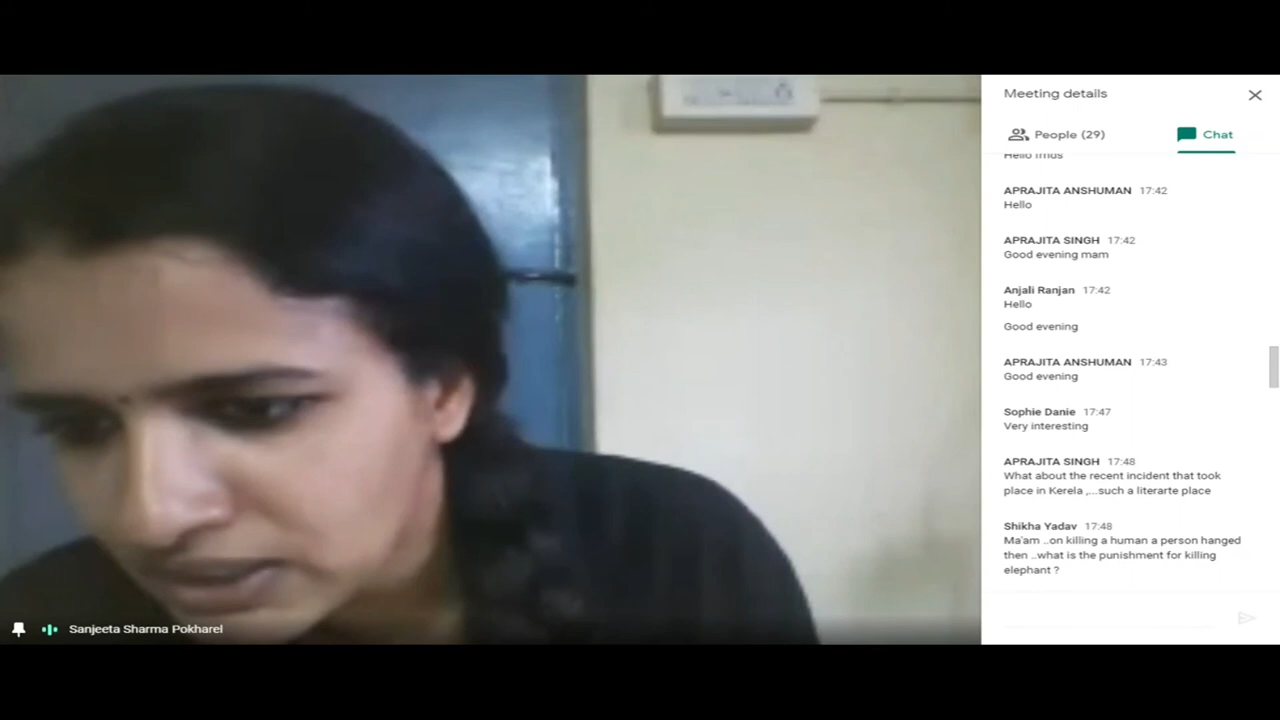 Meeting details
People (29)
Chat
APRAJITA ANSHUMAN 17:42
Hello
APRAJITA SINGH 17:42
Good evening mam
Anjali Ranjan 17:42
Hello
Good evening
APRAJITA ANSHUMAN 17:43
Good evening
Sophie Danie 17:47
Very interesting
APRAJITA SINGH 17:48
What about the recent incident that took
place in Kerela ,...such a literarte place
Shikha Yadav 17:48
Ma'am ..on killing a human a person hanged
then ..what is the punishment for killing
elephant ?
Sanjeeta Sharma Pokharel